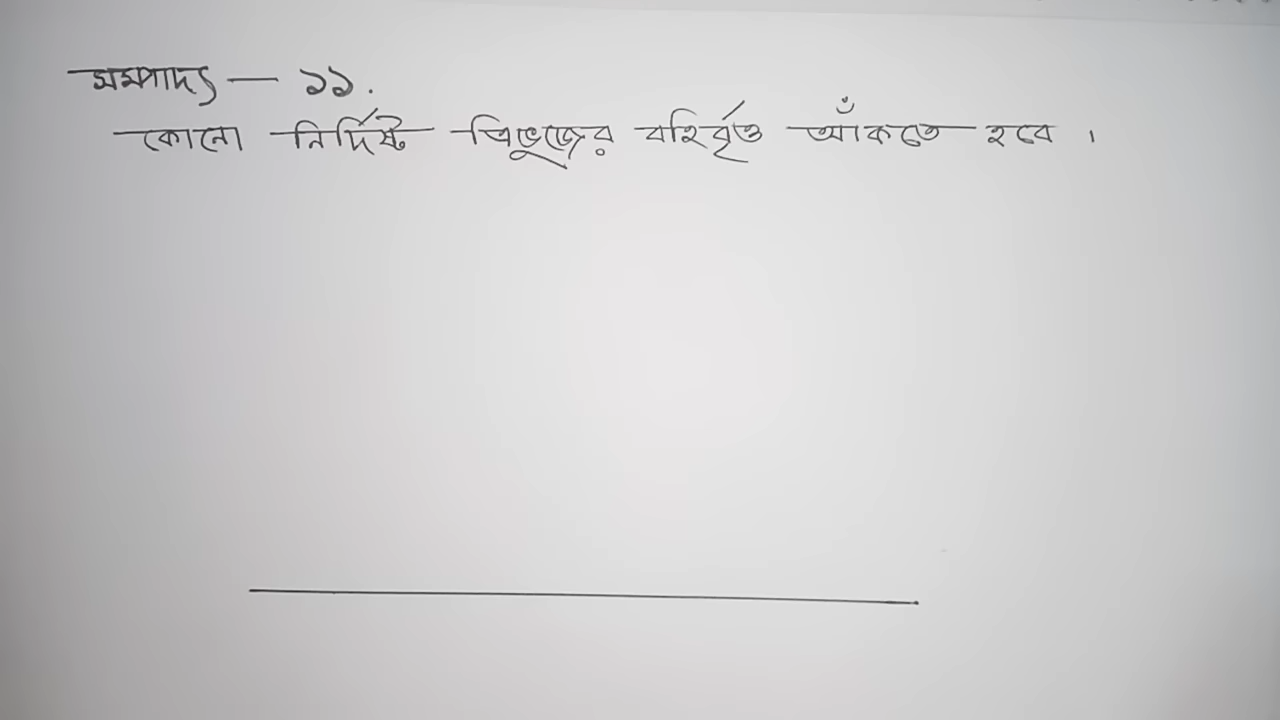 সম্পাদ্য — ১১.
কোনো নির্দিষ্ট ত্রিভুজের বহির্বৃত্ত আঁকতে হবে ।